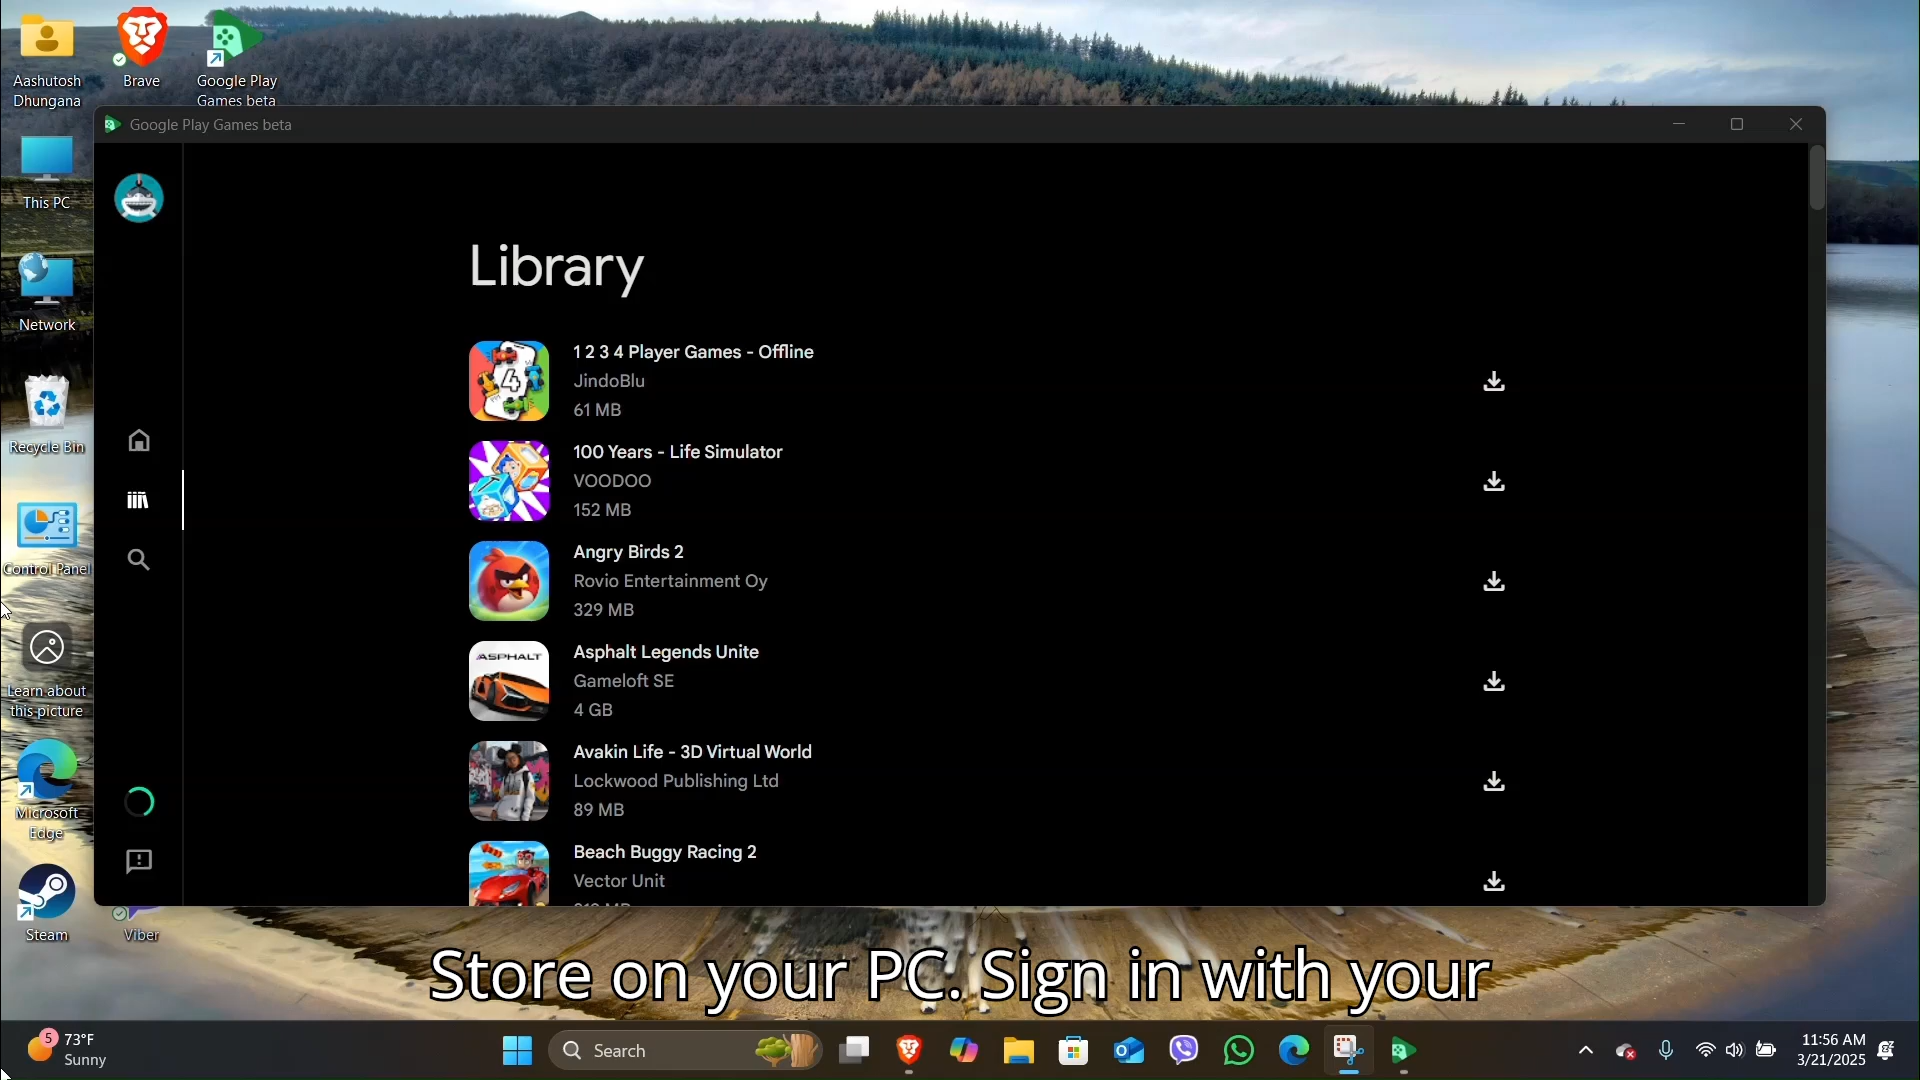 Aashutosh
Dhungana
Brave
Google Play
Games beta
Google Play Games beta
This PC
Network
Recycle Bin
Control Panel
Learn about
this picture
Microsoft
Edge
Steam
Viber
Library
1 2 3 4 Player Games - Offline
JindoBlu
61 MB
4
100 Years - Life Simulator
VOODOO
152 MB
Angry Birds 2
Rovio Entertainment Oy
329 MB
ASPHALT
Asphalt Legends Unite
Gameloft SE
4 GB
Avakin Life - 3D Virtual World
Lockwood Publishing Ltd
89 MB
Beach Buggy Racing 2
Vector Unit
Store on your PC. Sign in with your
5
73°F
Sunny
Search
11:56 AM
3/21/2025